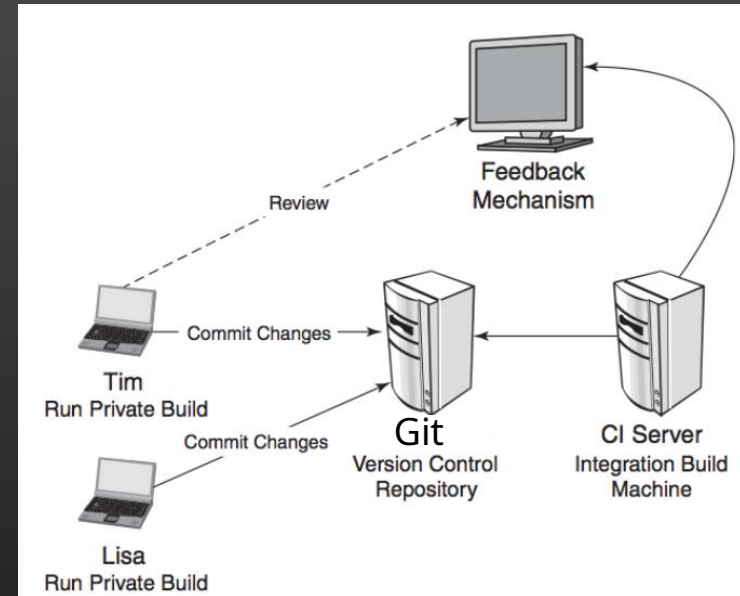 Feedback
Mechanism
Review
Commit Changes
Tim
Run Private Build
Git
Version Control
Repository
CI Server
Integration Build
Machine
Commit Changes
Lisa
Run Private Build